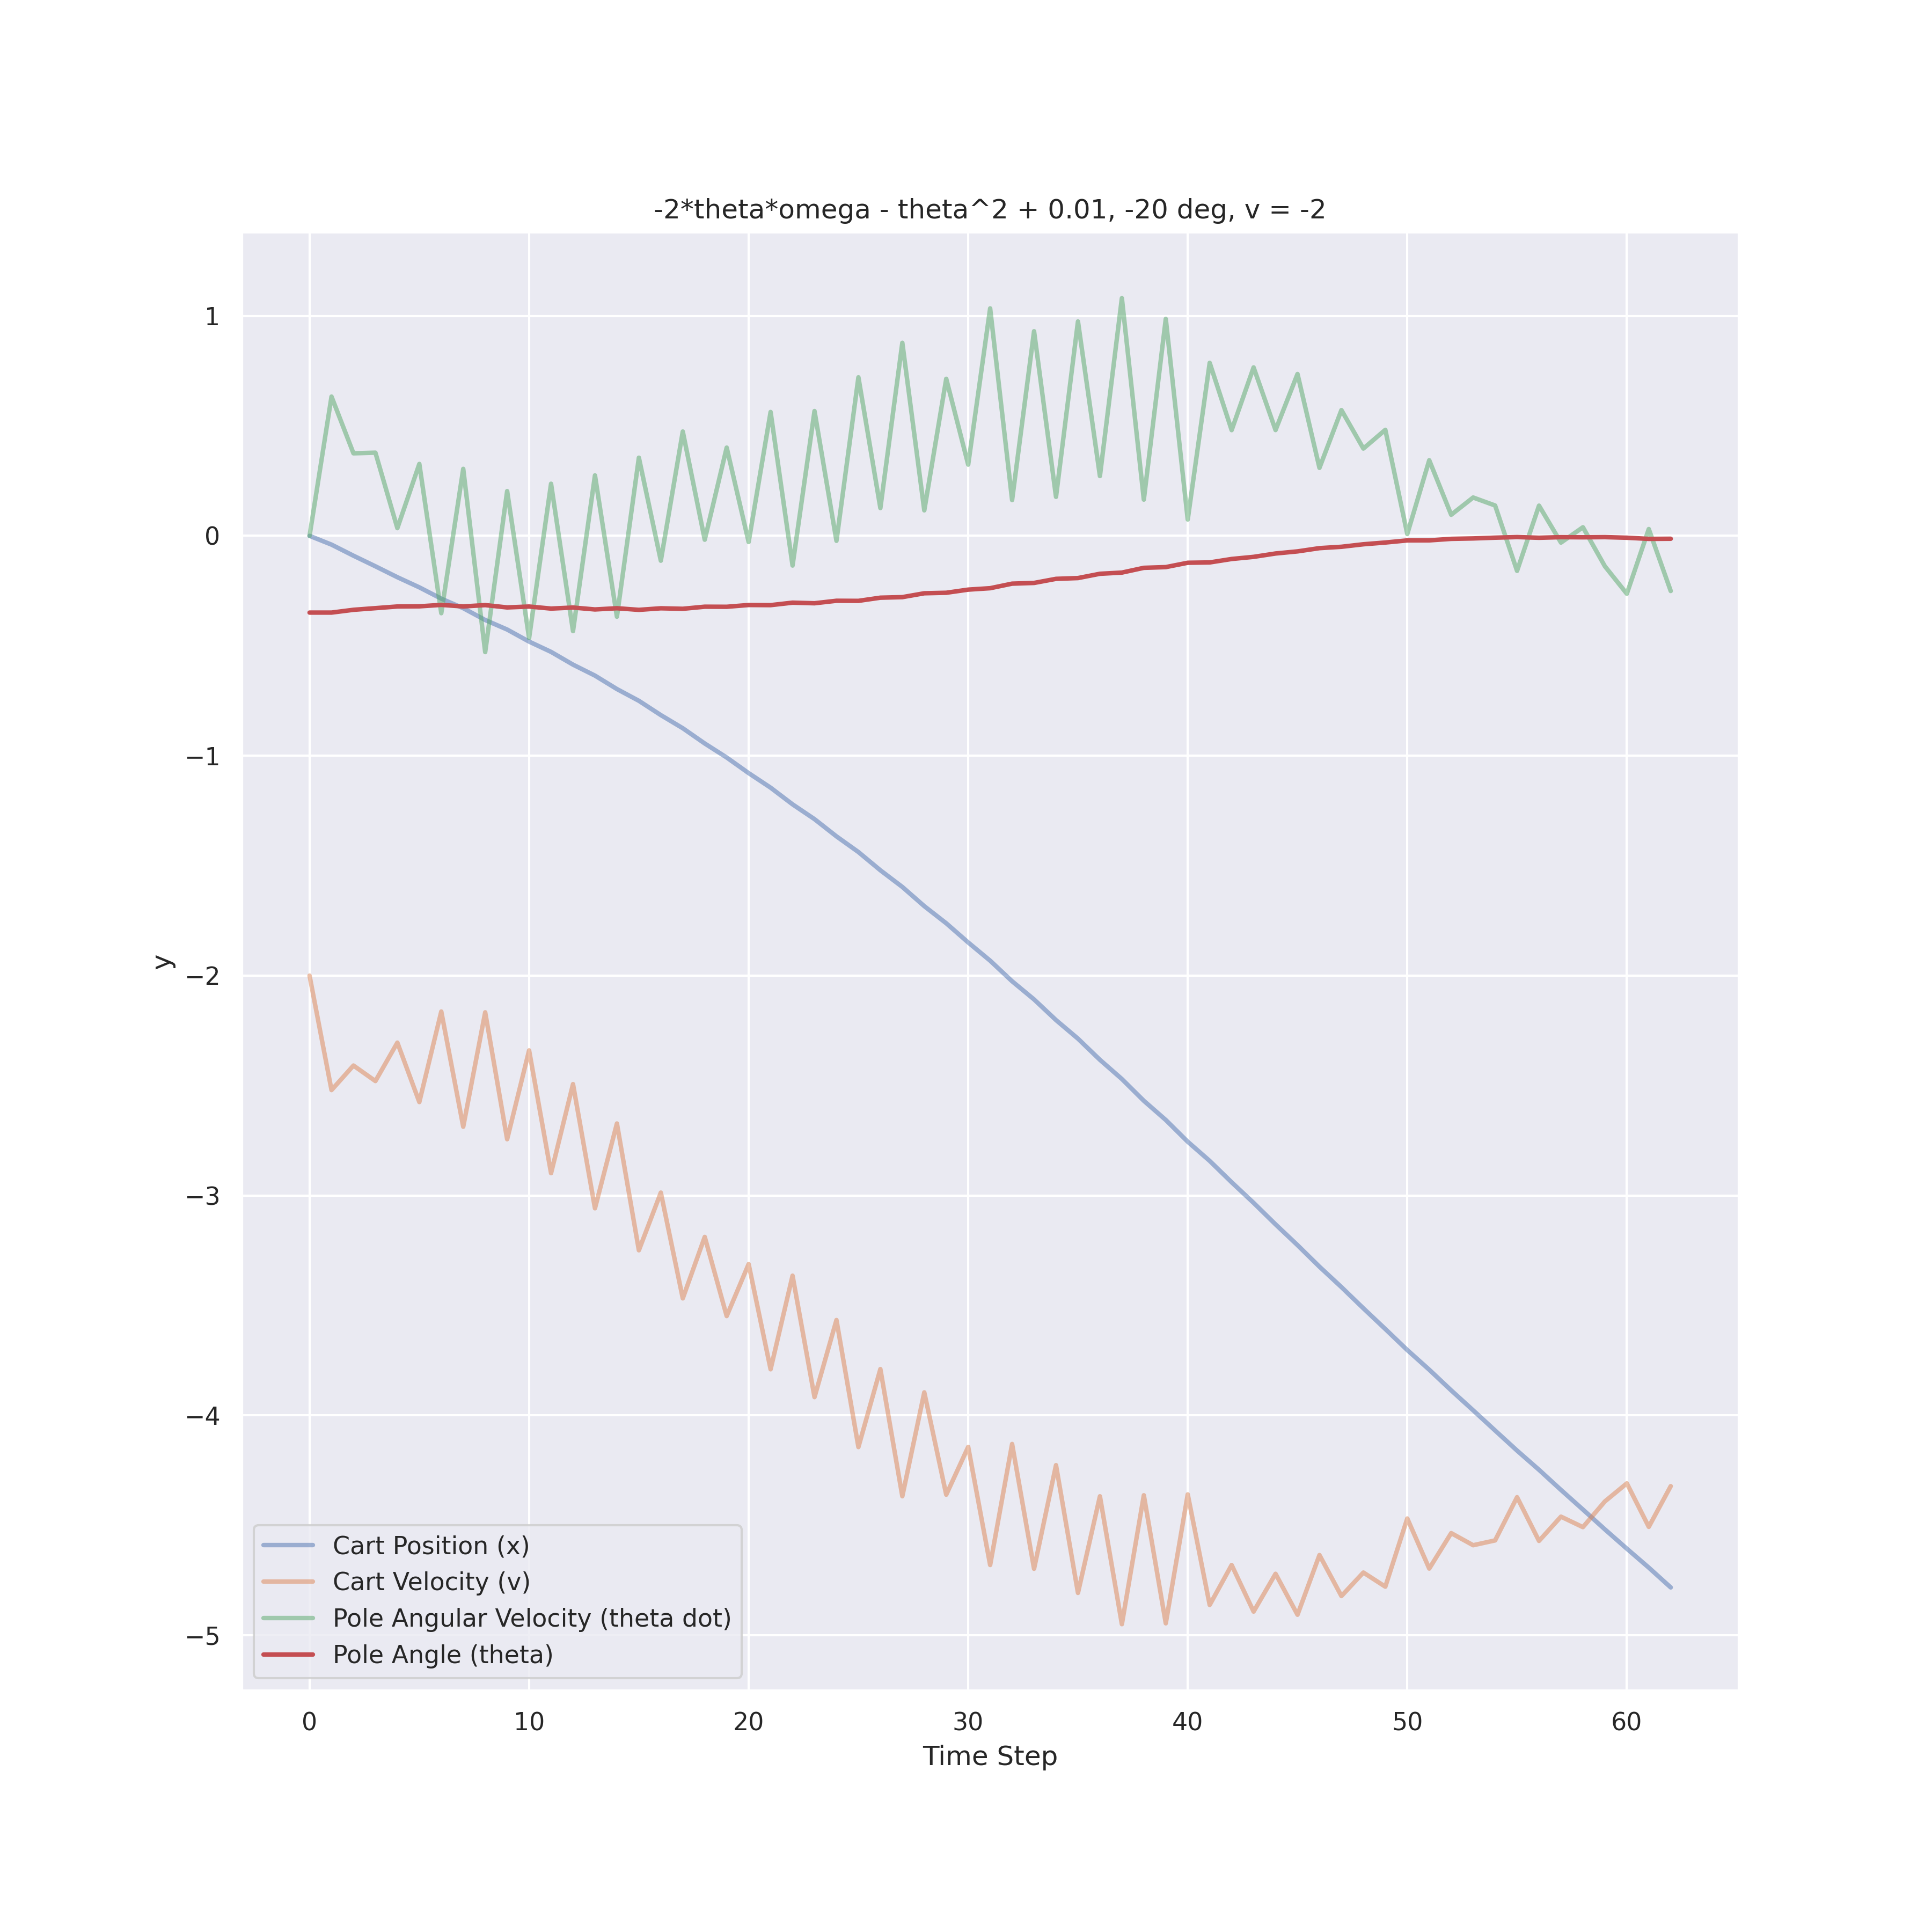 -2*theta*omega - theta^2 + 0.01, -20 deg, v = -2
1
0
−1
−2
−3
−4
−5
y
Cart Position (x)
Cart Velocity (v)
Pole Angular Velocity (theta dot)
Pole Angle (theta)
0 10 20 30 40 50 60
Time Step